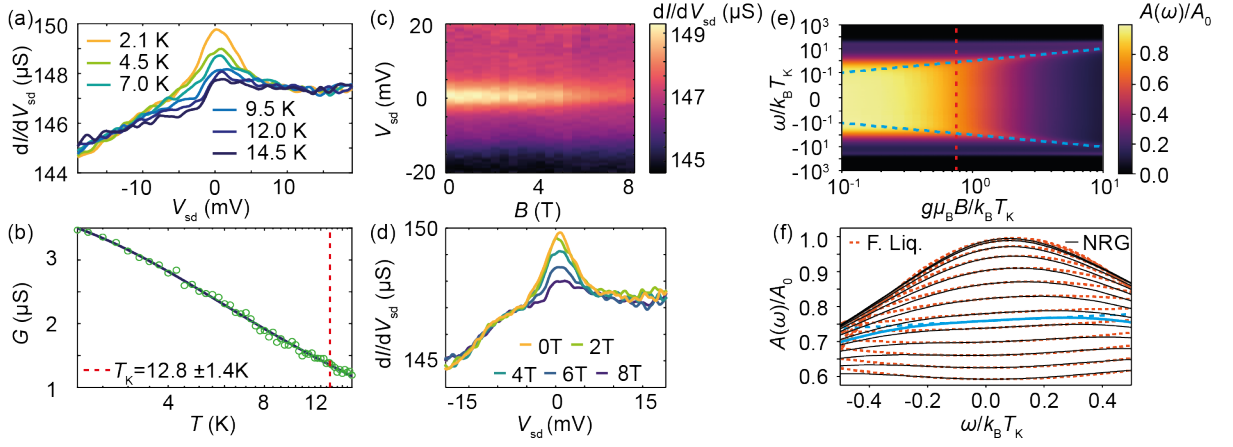 (a)
150
148
146
144
dI/dVsd (µS)
2.1 K
4.5 K
7.0 K
9.5 K
12.0 K
14.5 K
-10
0
10
Vsd (mV)
(b)
3
2
1
G (µS)
TK=12.8 ±1.4K
4
8
12
T (K)
(c)
20
0
-20
Vsd (mV)
0
2
4
6
8
B (T)
dI/dVsd (µS)
149
147
145
(d)
150
145
dI/dVsd (µS)
0T
2T
4T
6T
8T
-15
0
15
Vsd (mV)
(e)
10³
10¹
10⁻¹
0
-10⁻¹
-10¹
-10³
ω/kBTK
10⁻¹
10⁰
10¹
gµBB/kBTK
A(ω)/A0
0.8
0.6
0.4
0.2
0.0
(f)
F. Liq.
NRG
1.0
0.9
0.8
0.7
0.6
A(ω)/A0
-0.4
-0.2
0.0
0.2
0.4
ω/kBTK